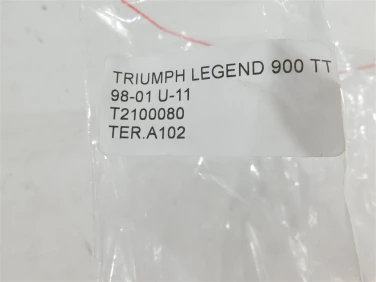 TRIUMPH LEGEND 900 TT
98-01 U-11
T2100080
TER.A102